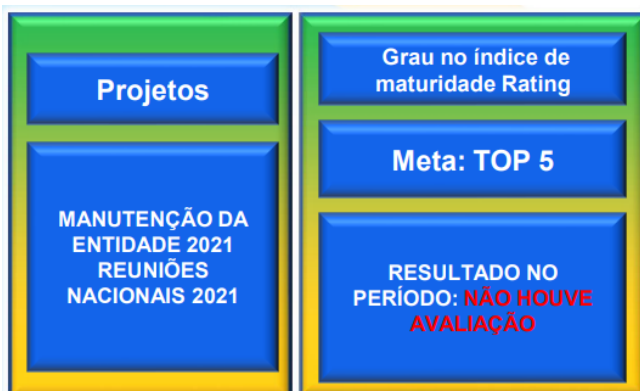 Projetos
MANUTENÇÃO DA
ENTIDADE 2021
REUNIÕES
NACIONAIS 2021
Grau no índice de
maturidade Rating
Meta: TOP 5
RESULTADO NO
PERÍODO: NÃO HOUVE
AVALIAÇÃO